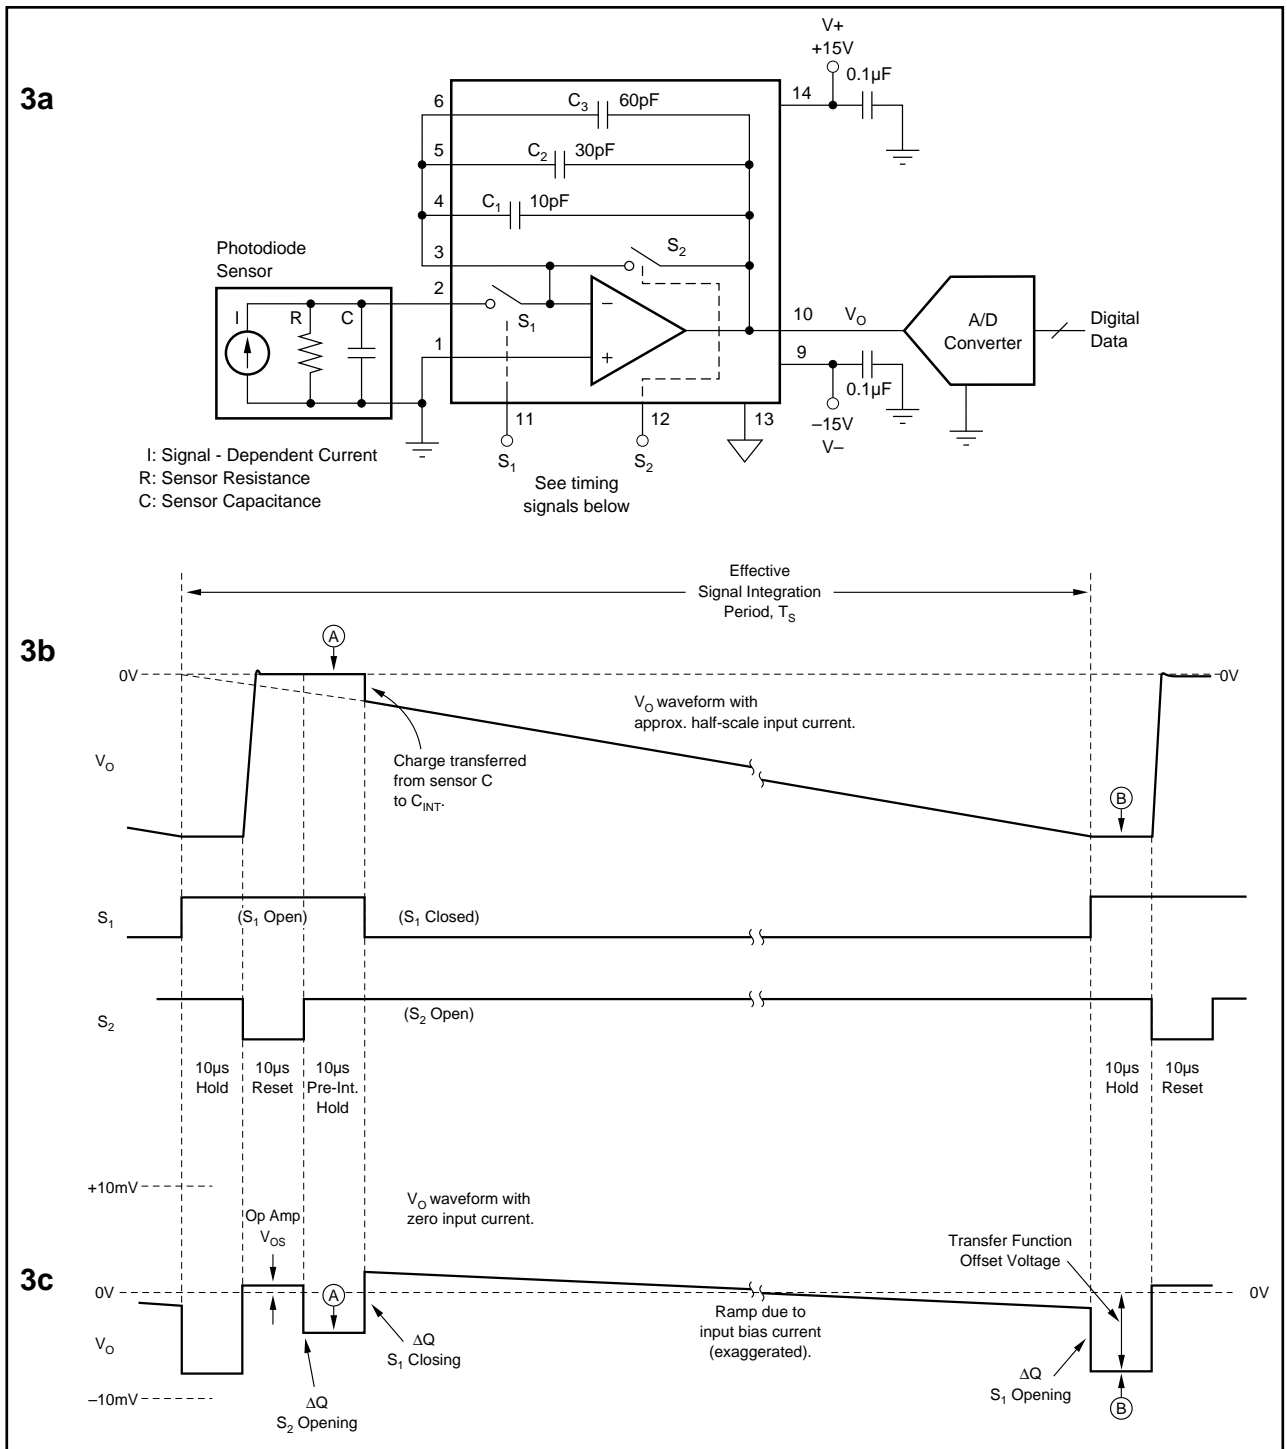 3a
V+
+15V
0.1µF
14
6
C3
60pF
5
C2
30pF
4
C1
10pF
3
S2
Photodiode
Sensor
2
I
R
C
S1
−
+
1
10
VO
9
0.1µF
A/D
Converter
Digital
Data
11
12
13
–15V
V–
S1
S2
I: Signal - Dependent Current
R: Sensor Resistance
C: Sensor Capacitance
See timing
signals below
Effective
Signal Integration
Period, TS
3b
A
0V
0V
VO waveform with
approx. half-scale input current.
Charge transferred
from sensor C
to CINT.
VO
B
S1
(S1 Open)
(S1 Closed)
S2
(S2 Open)
10µs
Hold
10µs
Reset
10µs
Pre-Int.
Hold
10µs
Hold
10µs
Reset
+10mV
VO waveform with
zero input current.
Op Amp
VOS
Transfer Function
Offset Voltage
3c
0V
A
0V
Ramp due to
input bias current
(exaggerated).
VO
∆Q
S1 Closing
∆Q
S1 Opening
–10mV
∆Q
S2 Opening
B